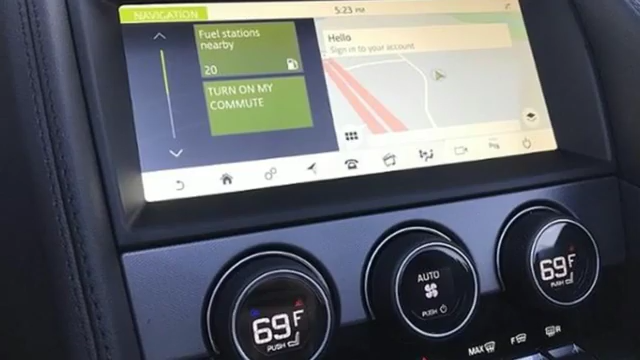 NAVIGATION
5:23 PM
Fuel stations
nearby
20
Hello
Sign in to your account
TURN ON MY
COMMUTE
69 F
PUSH
AUTO
PUSH
69 F
PUSH
MAX
F
R